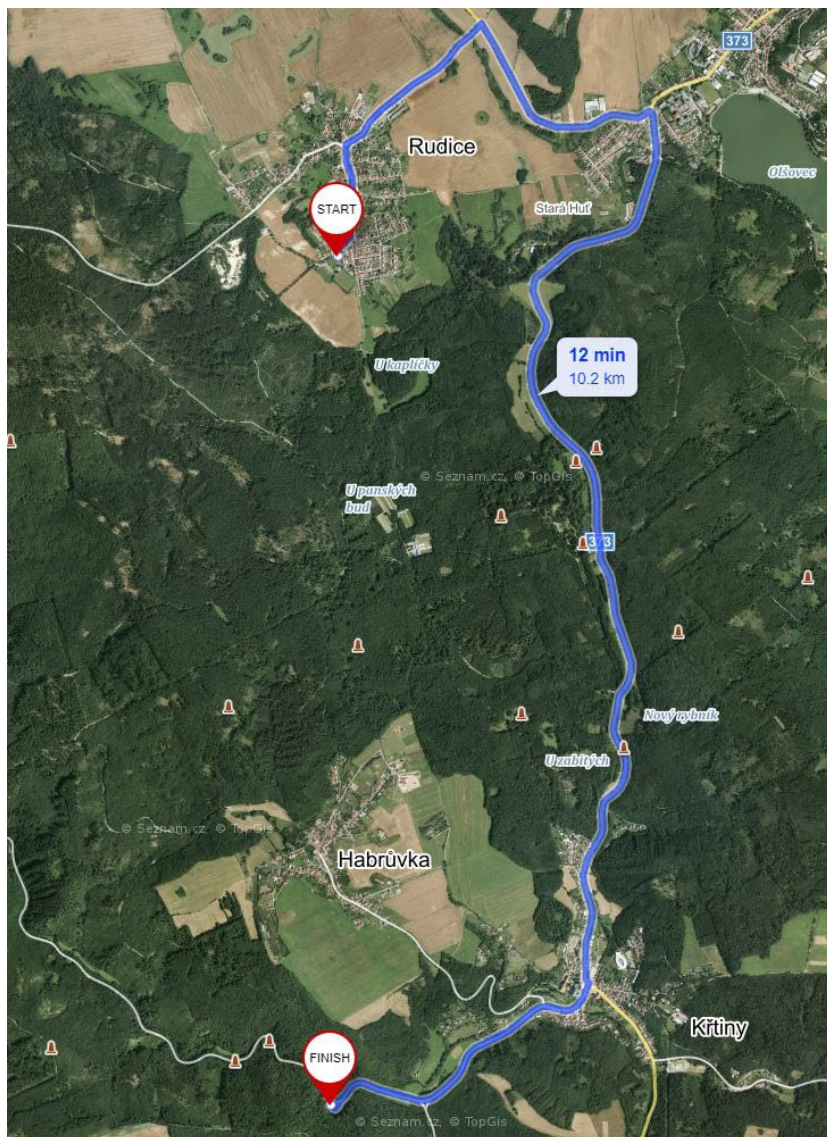 373
Rudice
Olšovec
START
Stará Huť
12 min
10.2 km
U kapličky
© Seznam.cz, © TopGis
U panských
bud
373
Nový rybník
U zabitých
© Seznam.cz, © TopGis
Habrůvka
Křtiny
FINISH
© Seznam.cz, © TopGis